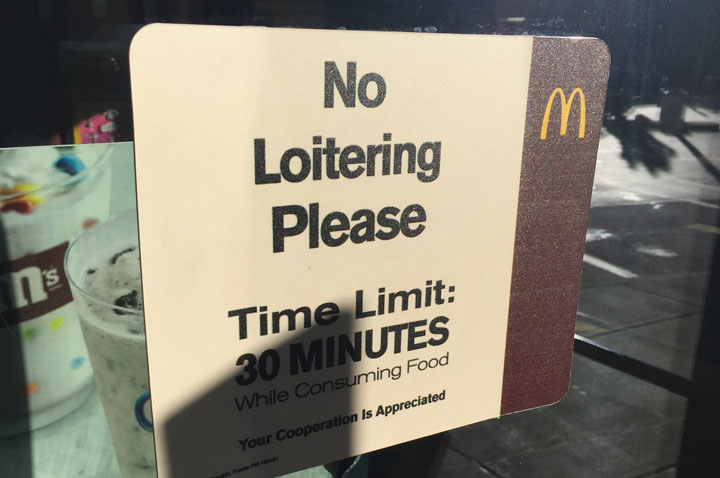 No
Loitering
Please
Time Limit:
30 MINUTES
While Consuming Food
Your Cooperation Is Appreciated
m's